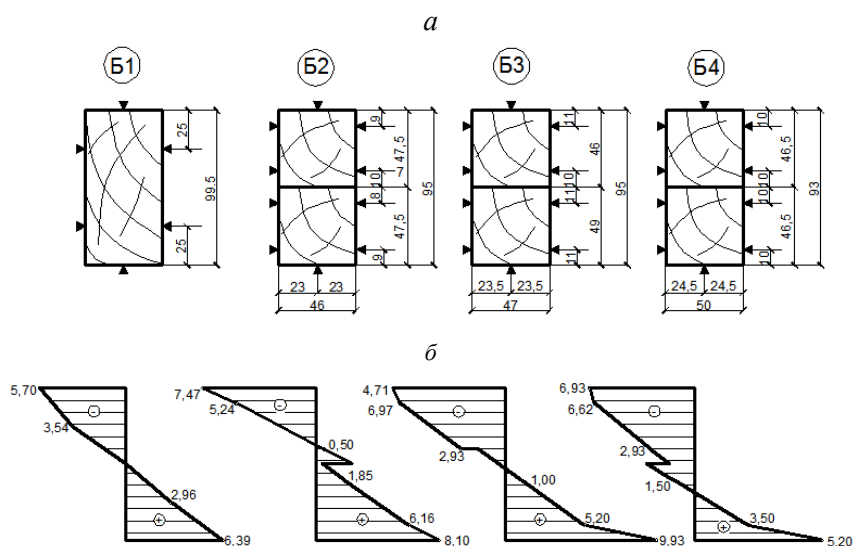 а
Б1 Б2 Б3 Б4
25 25 99.5
9 7 10 8 9 47,5 47,5 95
23 23
46
11 10 11 11 46 49 95
23,5 23,5
47
10 10 10 10 46,5 46,5 93
24,5 24,5
50
б
5,70 7,47 4,71 6,93
- 5,24 - 6,97 - 6,62 -
3,54 0,50 2,93 2,93
2,96 1,85 1,00 1,50
+ 6,16 + 5,20 + 3,50 +
6,39 8,10 9,93 5,20